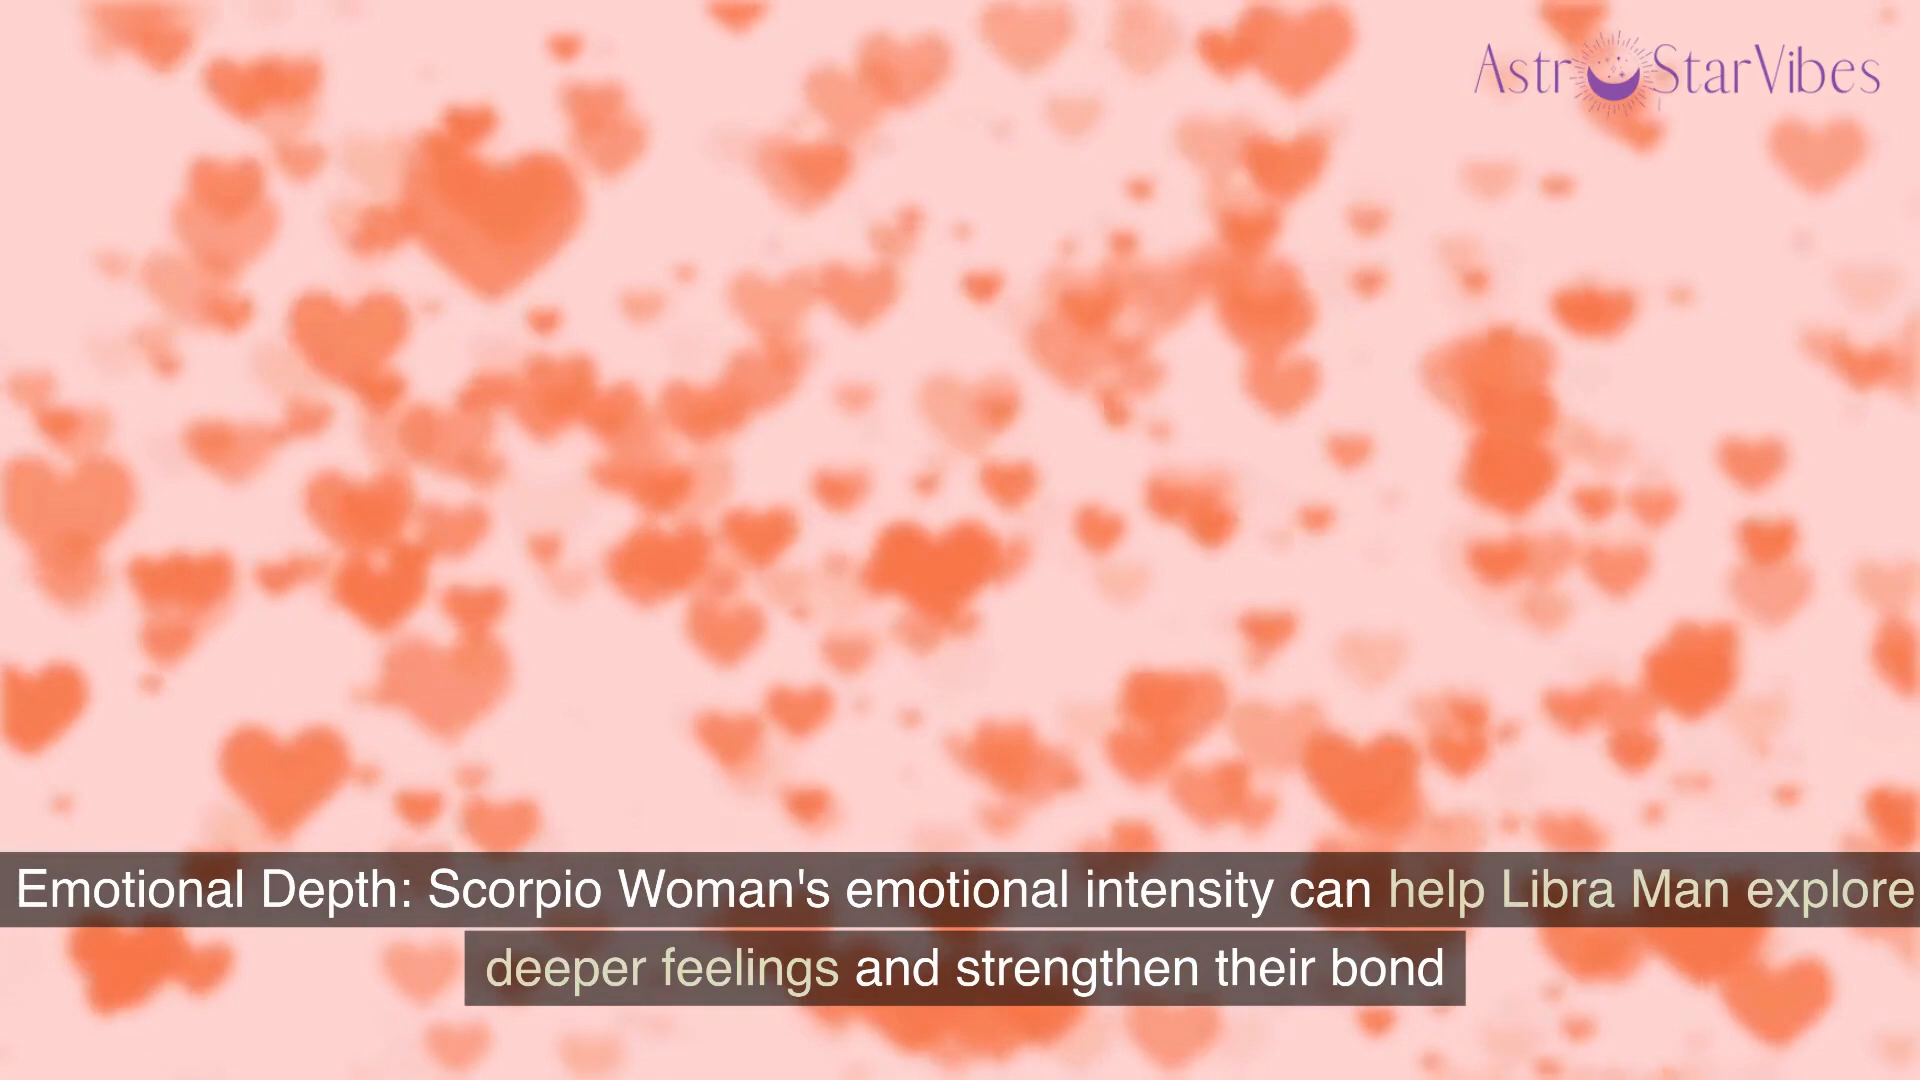 AstroStarVibes
Emotional Depth: Scorpio Woman's emotional intensity can help Libra Man explore
deeper feelings and strengthen their bond